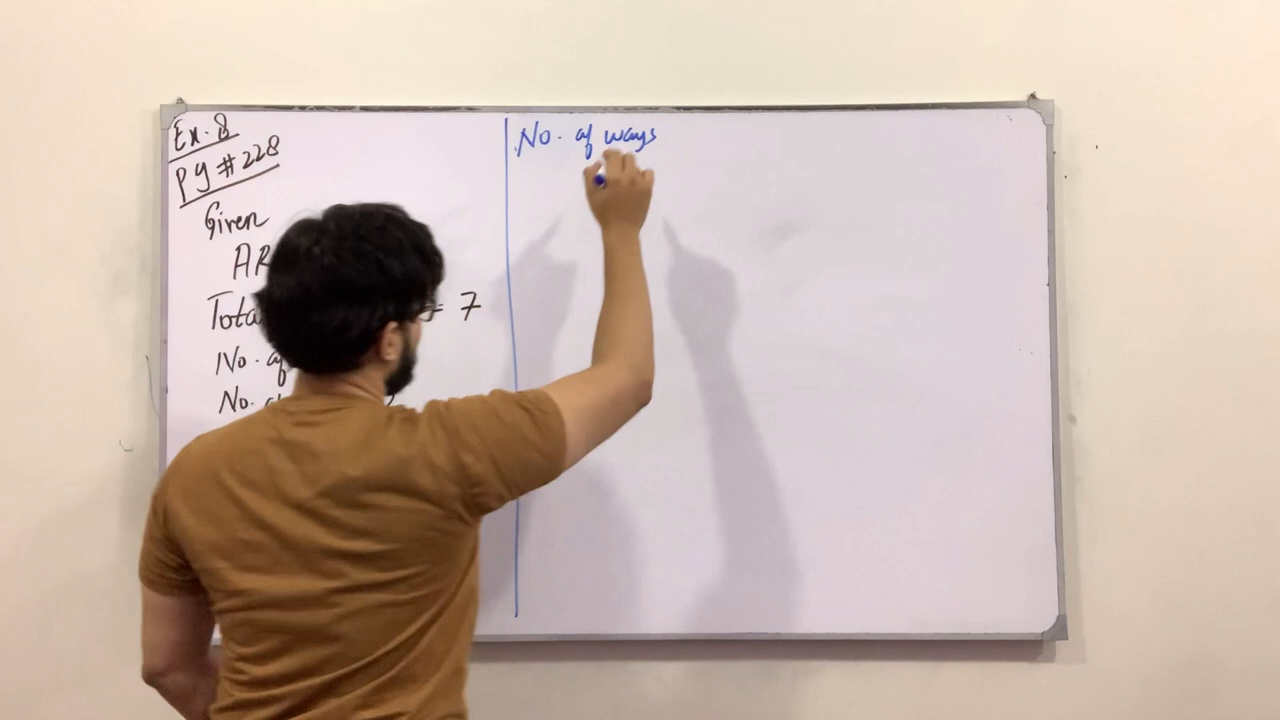 Ex. 8
Pg # 228
Given
AR
Tota = 7
No. of
No. of
No. of ways